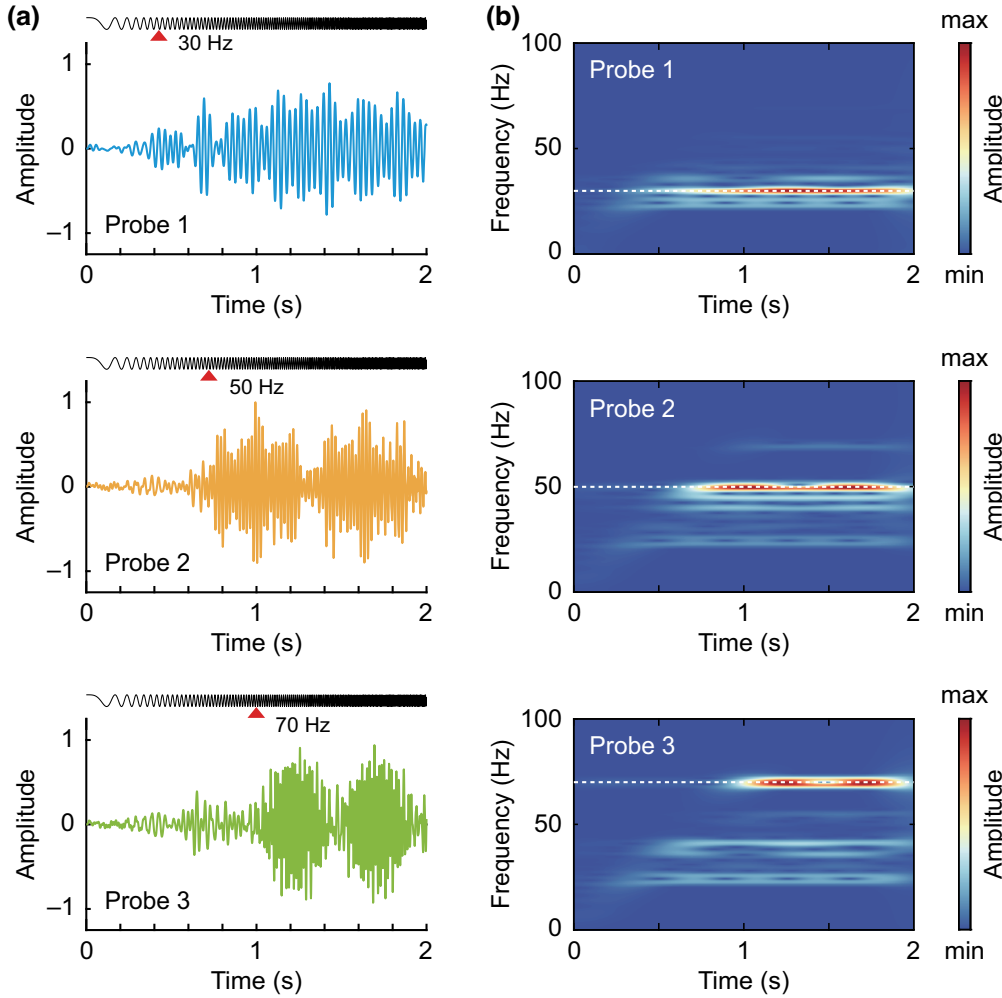 (a)
30 Hz
1
0
–1
Amplitude
Probe 1
0
1
2
Time (s)
(b)
100
50
0
Frequency (Hz)
Probe 1
0
1
2
Time (s)
max
min
Amplitude
50 Hz
1
0
–1
Amplitude
Probe 2
0
1
2
Time (s)
100
50
0
Frequency (Hz)
Probe 2
0
1
2
Time (s)
max
min
Amplitude
70 Hz
1
0
–1
Amplitude
Probe 3
0
1
2
Time (s)
100
50
0
Frequency (Hz)
Probe 3
0
1
2
Time (s)
max
min
Amplitude